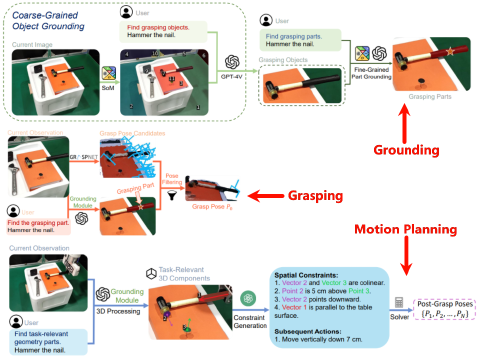 Coarse-Grained
Object Grounding
User
Find grasping objects.
Hammer the nail.
Current Image
SoM
GPT-4V
User
Find grasping parts.
Hammer the nail.
Grasping Objects
Fine-Grained
Part Grounding
Grasping Parts
Grounding
Current Observation
Grasp Pose Candidates
Grounding
Module
Grasping Part
Pose
Filtering
Grasp Pose
User
Find the grasping part.
Hammer the nail.
Grasping
Motion Planning
Current Observation
User
Find task-relevant
geometry parts.
Hammer the nail.
Grounding
Module
3D Processing
Task-Relevant
3D Components
Constraint
Generation
Spatial Constraints:
1. Vector 2 and Vector 3 are colinear.
2. Point 2 is 5 cm above Point 3.
3. Vector 2 points downward.
4. Vector 1 is parallel to the table
surface.
Subsequent Actions:
1. Move vertically down 7 cm.
Solver
Post-Grasp Poses
{P₁, P₂, ..., P_N}